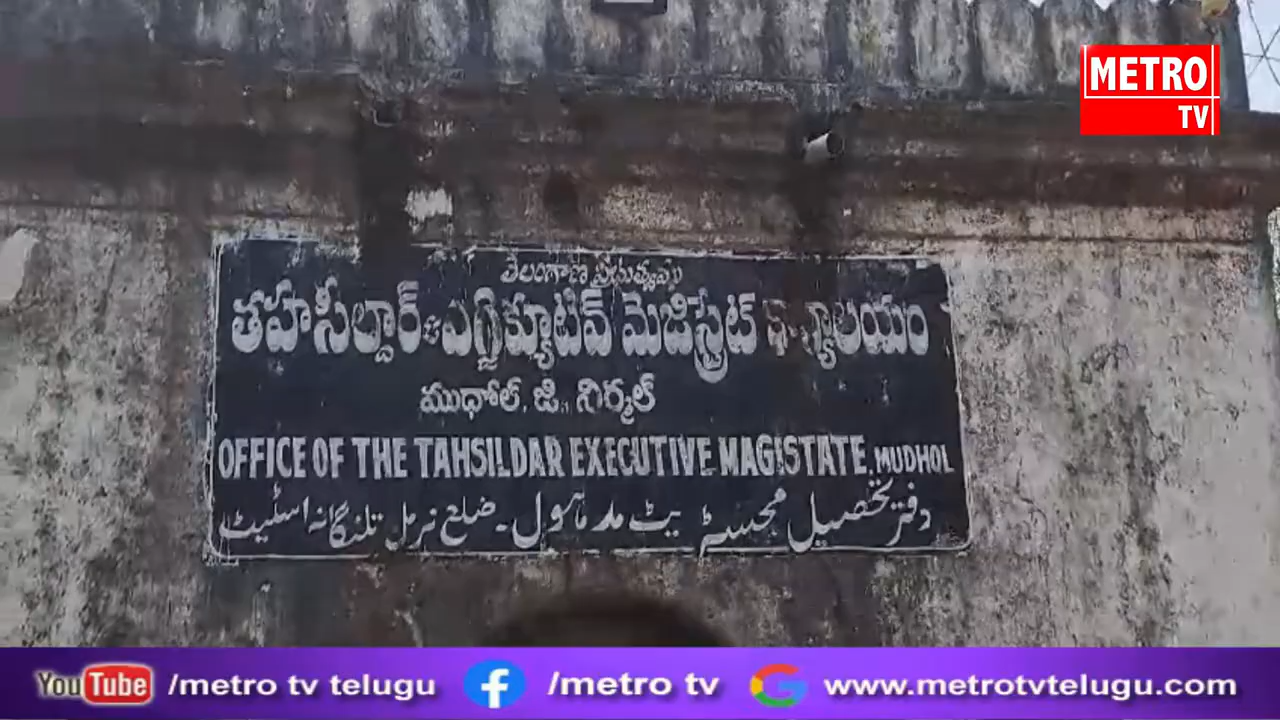 METRO
TV
తెలంగాణ ప్రభుత్వము
తహసీల్దార్ & ఎగ్జిక్యూటివ్ మెజిస్ట్రేట్ కార్యాలయం
ముధోల్. జి. నిర్మల్
OFFICE OF THE TAHSILDAR EXECUTIVE MAGISTATE. MUDHOL
دفتر تحصیل مجسٹریٹ مدہول۔ ضلع نرمل تلنگانہ اسٹیٹ
YouTube /metro tv telugu f /metro tv G www.metrotvtelugu.com